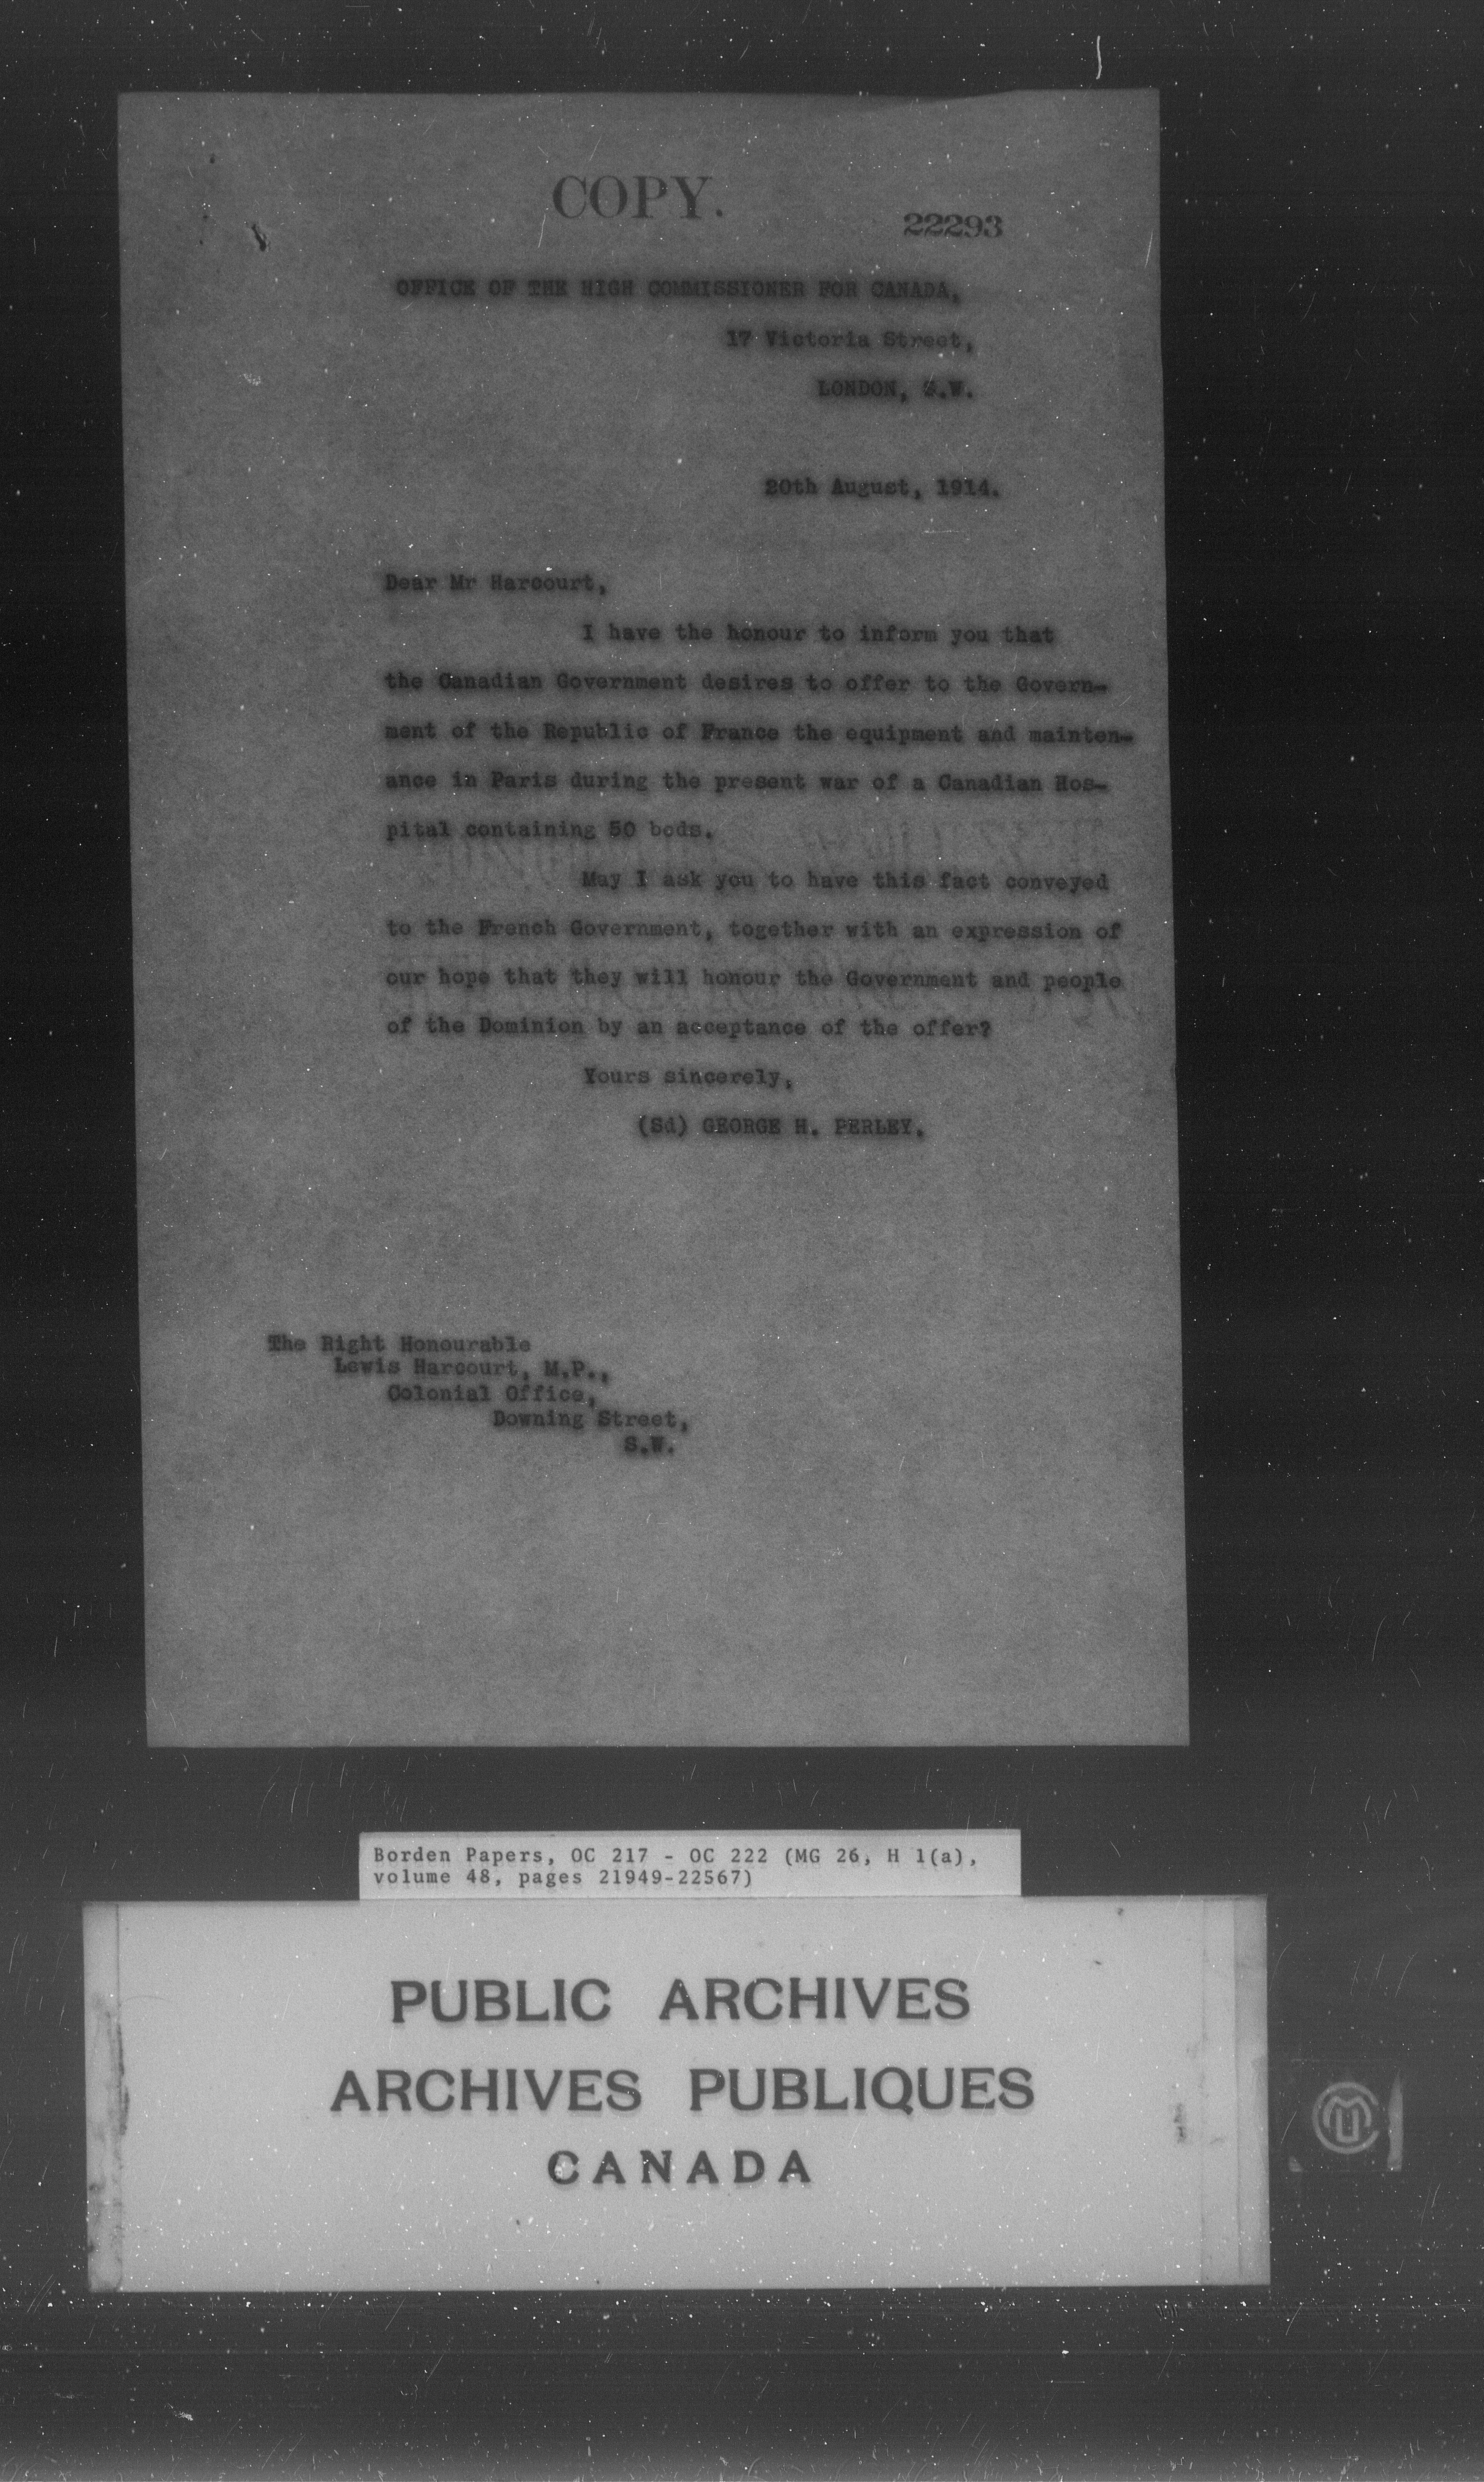 COPY.
22293
OFFICE OF THE HIGH COMMISSIONER FOR CANADA,
17 Victoria Street,
LONDON, S.W.
20th August, 1914.
Dear Mr Harcourt,
I have the honour to inform you that
the Canadian Government desires to offer to the Govern-
ment of the Republic of France the equipment and mainten-
ance in Paris during the present war of a Canadian Hos-
pital containing 50 beds.
May I ask you to have this fact conveyed
to the French Government, together with an expression of
our hope that they will honour the Government and people
of the Dominion by an acceptance of the offer?
Yours sincerely,
(Sd) GEORGE H. PERLEY.
The Right Honourable
Lewis Harcourt, M.P.,
Colonial Office,
Downing Street,
S.W.
Borden Papers, OC 217 - OC 222 (MG 26, H 1(a),
volume 48, pages 21949-22567)
PUBLIC ARCHIVES
ARCHIVES PUBLIQUES
CANADA